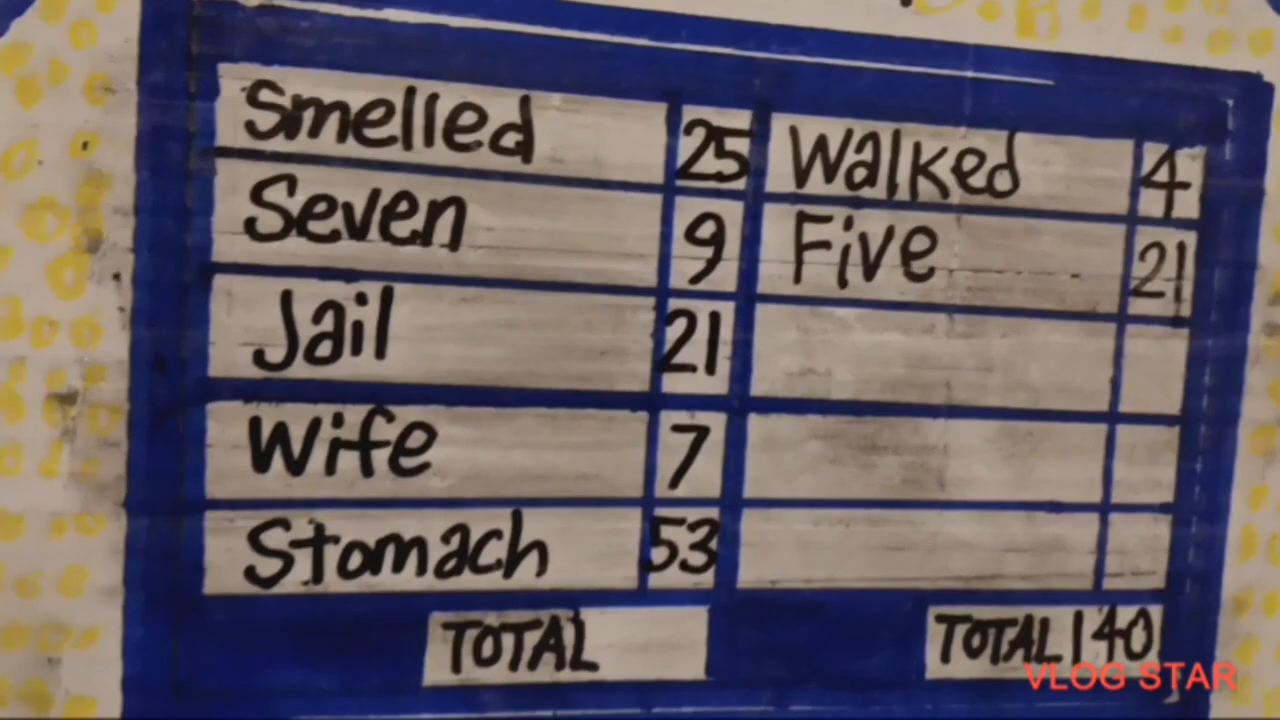 Smelled 25 Walked 4
Seven 9 Five 21
Jail 21
Wife 7
Stomach 53
TOTAL TOTAL 140
VLOG STAR